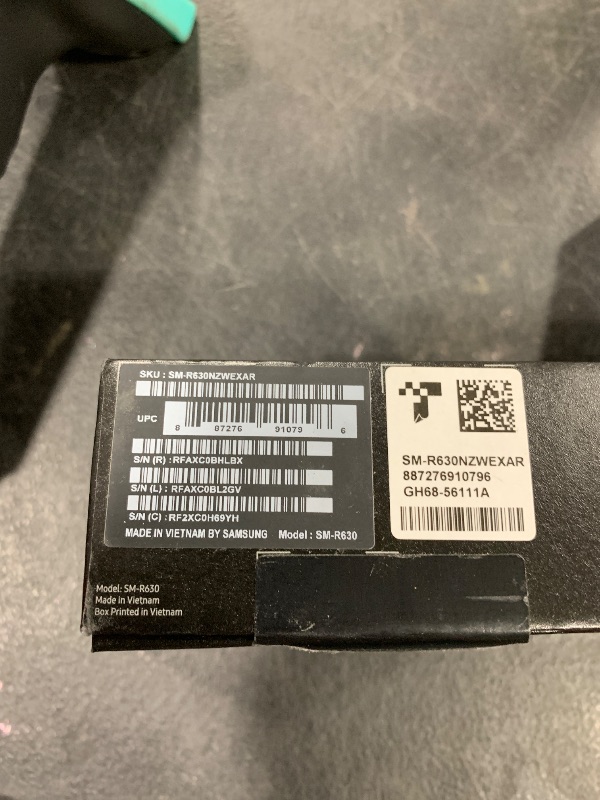 SKU : SM-R630NZWEXAR
UPC
8 87276 91079 6
S/N (R) : RFAXC0BHLBX
S/N (L) : RFAXC0BL2GV
S/N (C) : RF2XC0H69YH
MADE IN VIETNAM BY SAMSUNG Model : SM-R630
SM-R630NZWEXAR
887276910796
GH68-56111A
Model: SM-R630
Made in Vietnam
Box Printed in Vietnam